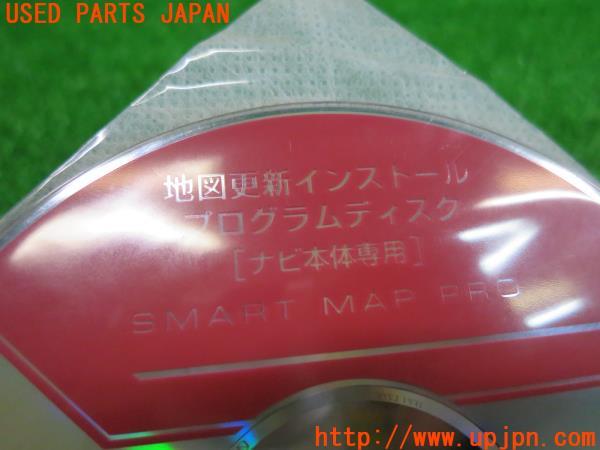 USED PARTS JAPAN
地図更新インストール
プログラムディスク
[ナビ本体専用]
SMART MAP PRO
http://www.upjpn.com